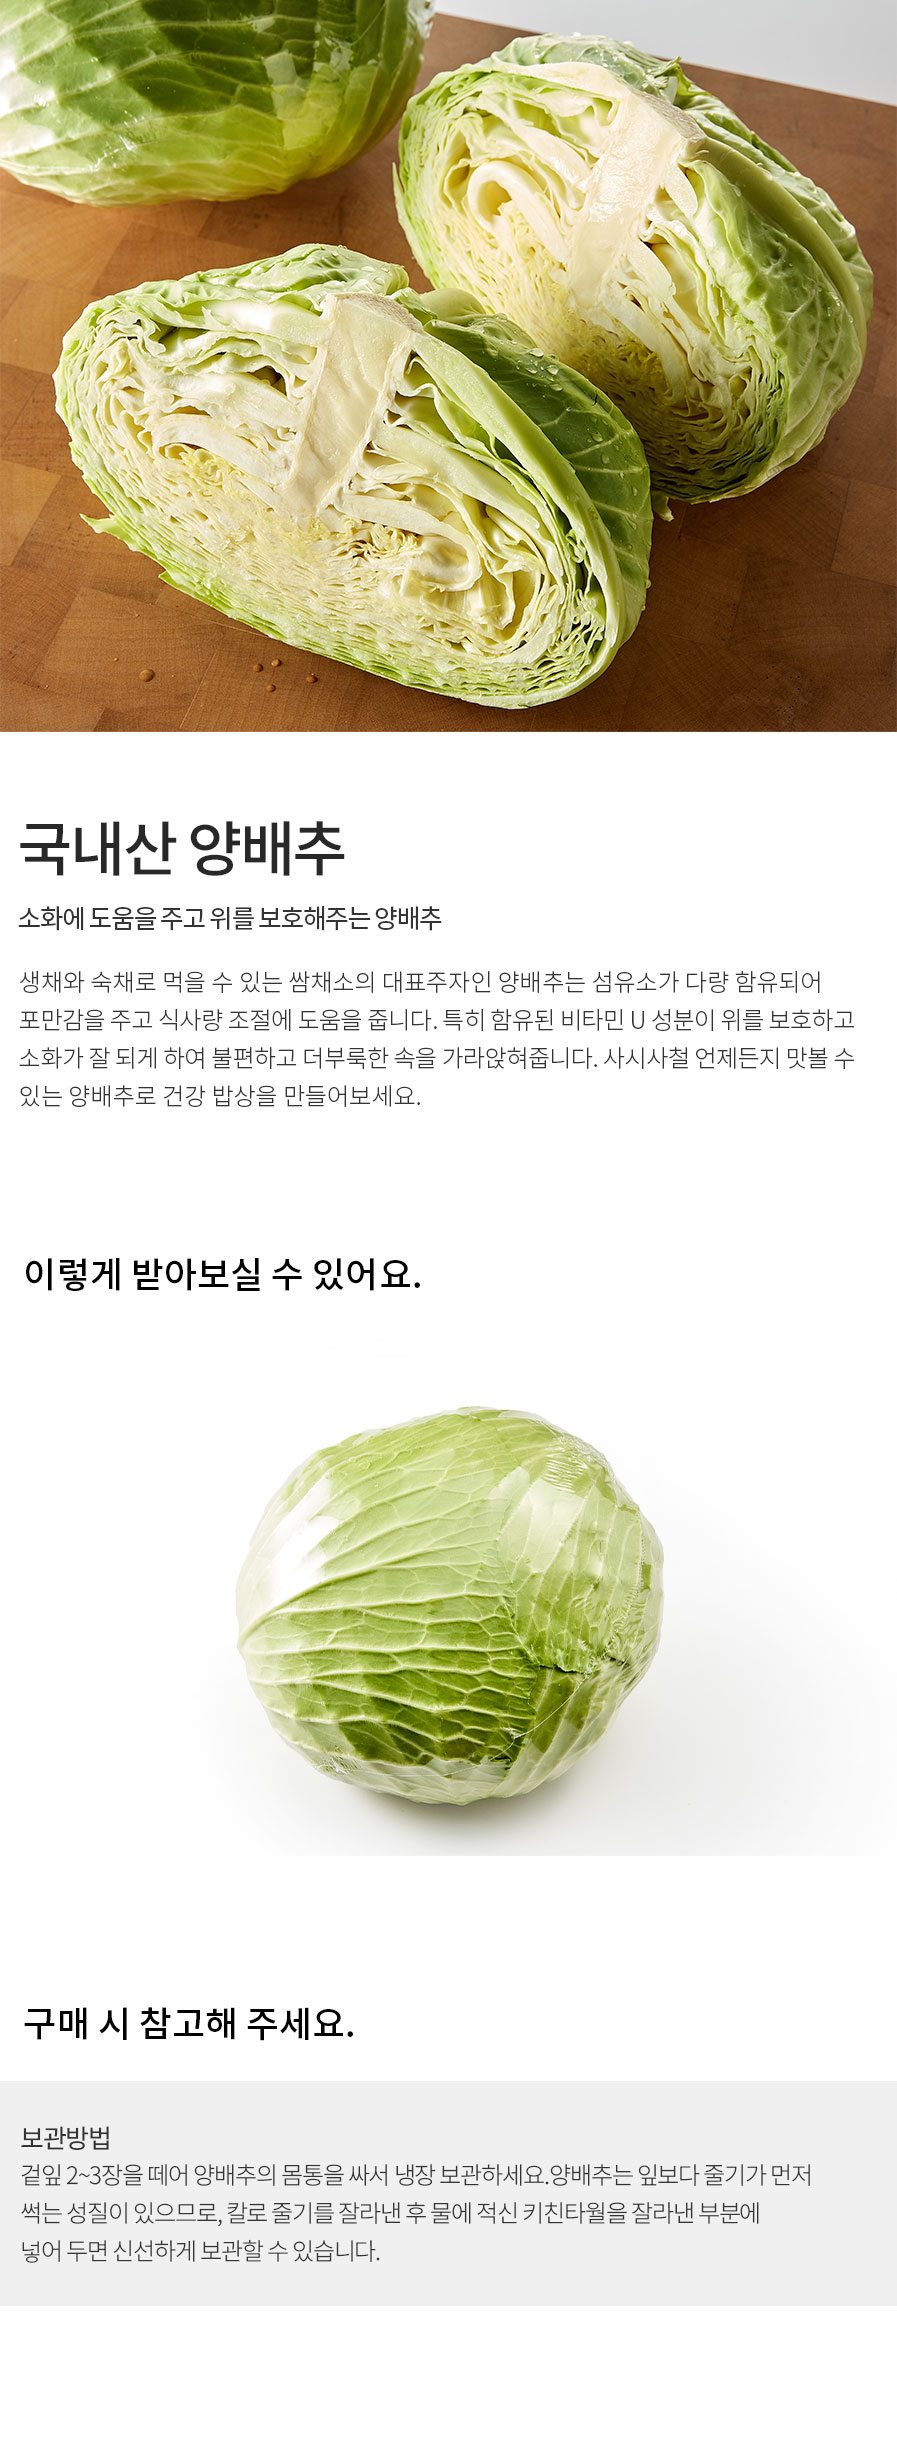 국내산 양배추
소화에 도움을 주고 위를 보호해주는 양배추
생채와 숙채로 먹을 수 있는 쌈채소의 대표주자인 양배추는 섬유소가 다량 함유되어
포만감을 주고 식사량 조절에 도움을 줍니다. 특히 함유된 비타민 U 성분이 위를 보호하고
소화가 잘 되게 하여 불편하고 더부룩한 속을 가라앉혀줍니다. 사시사철 언제든지 맛볼 수
있는 양배추로 건강 밥상을 만들어보세요.
이렇게 받아보실 수 있어요.
구매 시 참고해 주세요.
보관방법
겉잎 2~3장을 떼어 양배추의 몸통을 싸서 냉장 보관하세요.양배추는 잎보다 줄기가 먼저
썩는 성질이 있으므로, 칼로 줄기를 잘라낸 후 물에 적신 키친타월을 잘라낸 부분에
넣어 두면 신선하게 보관할 수 있습니다.